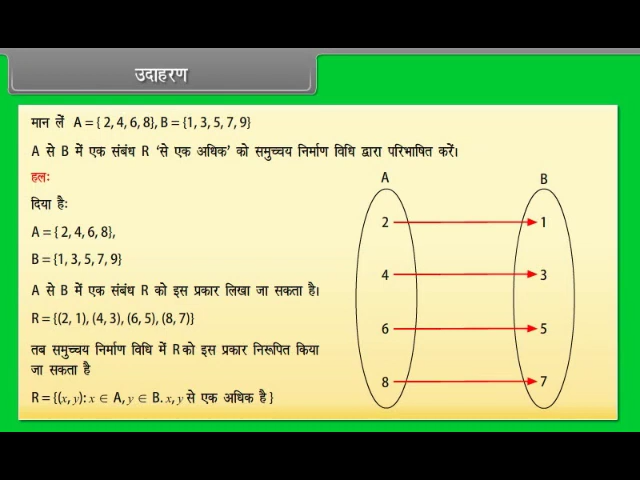 उदाहरण
मान लें A = { 2, 4, 6, 8}, B = {1, 3, 5, 7, 9}
A से B में एक संबंध R ‘से एक अधिक’ को समुच्चय निर्माण विधि द्वारा परिभाषित करें।
हलः
दिया हैः
A = { 2, 4, 6, 8},
B = {1, 3, 5, 7, 9}
A से B में एक संबंध R को इस प्रकार लिखा जा सकता है।
R = {(2, 1), (4, 3), (6, 5), (8, 7)}
तब समुच्चय निर्माण विधि में R को इस प्रकार निरूपित किया
जा सकता है
R = {(x, y): x ∈ A, y ∈ B. x, y से एक अधिक है }
A B
2 1
4 3
6 5
8 7